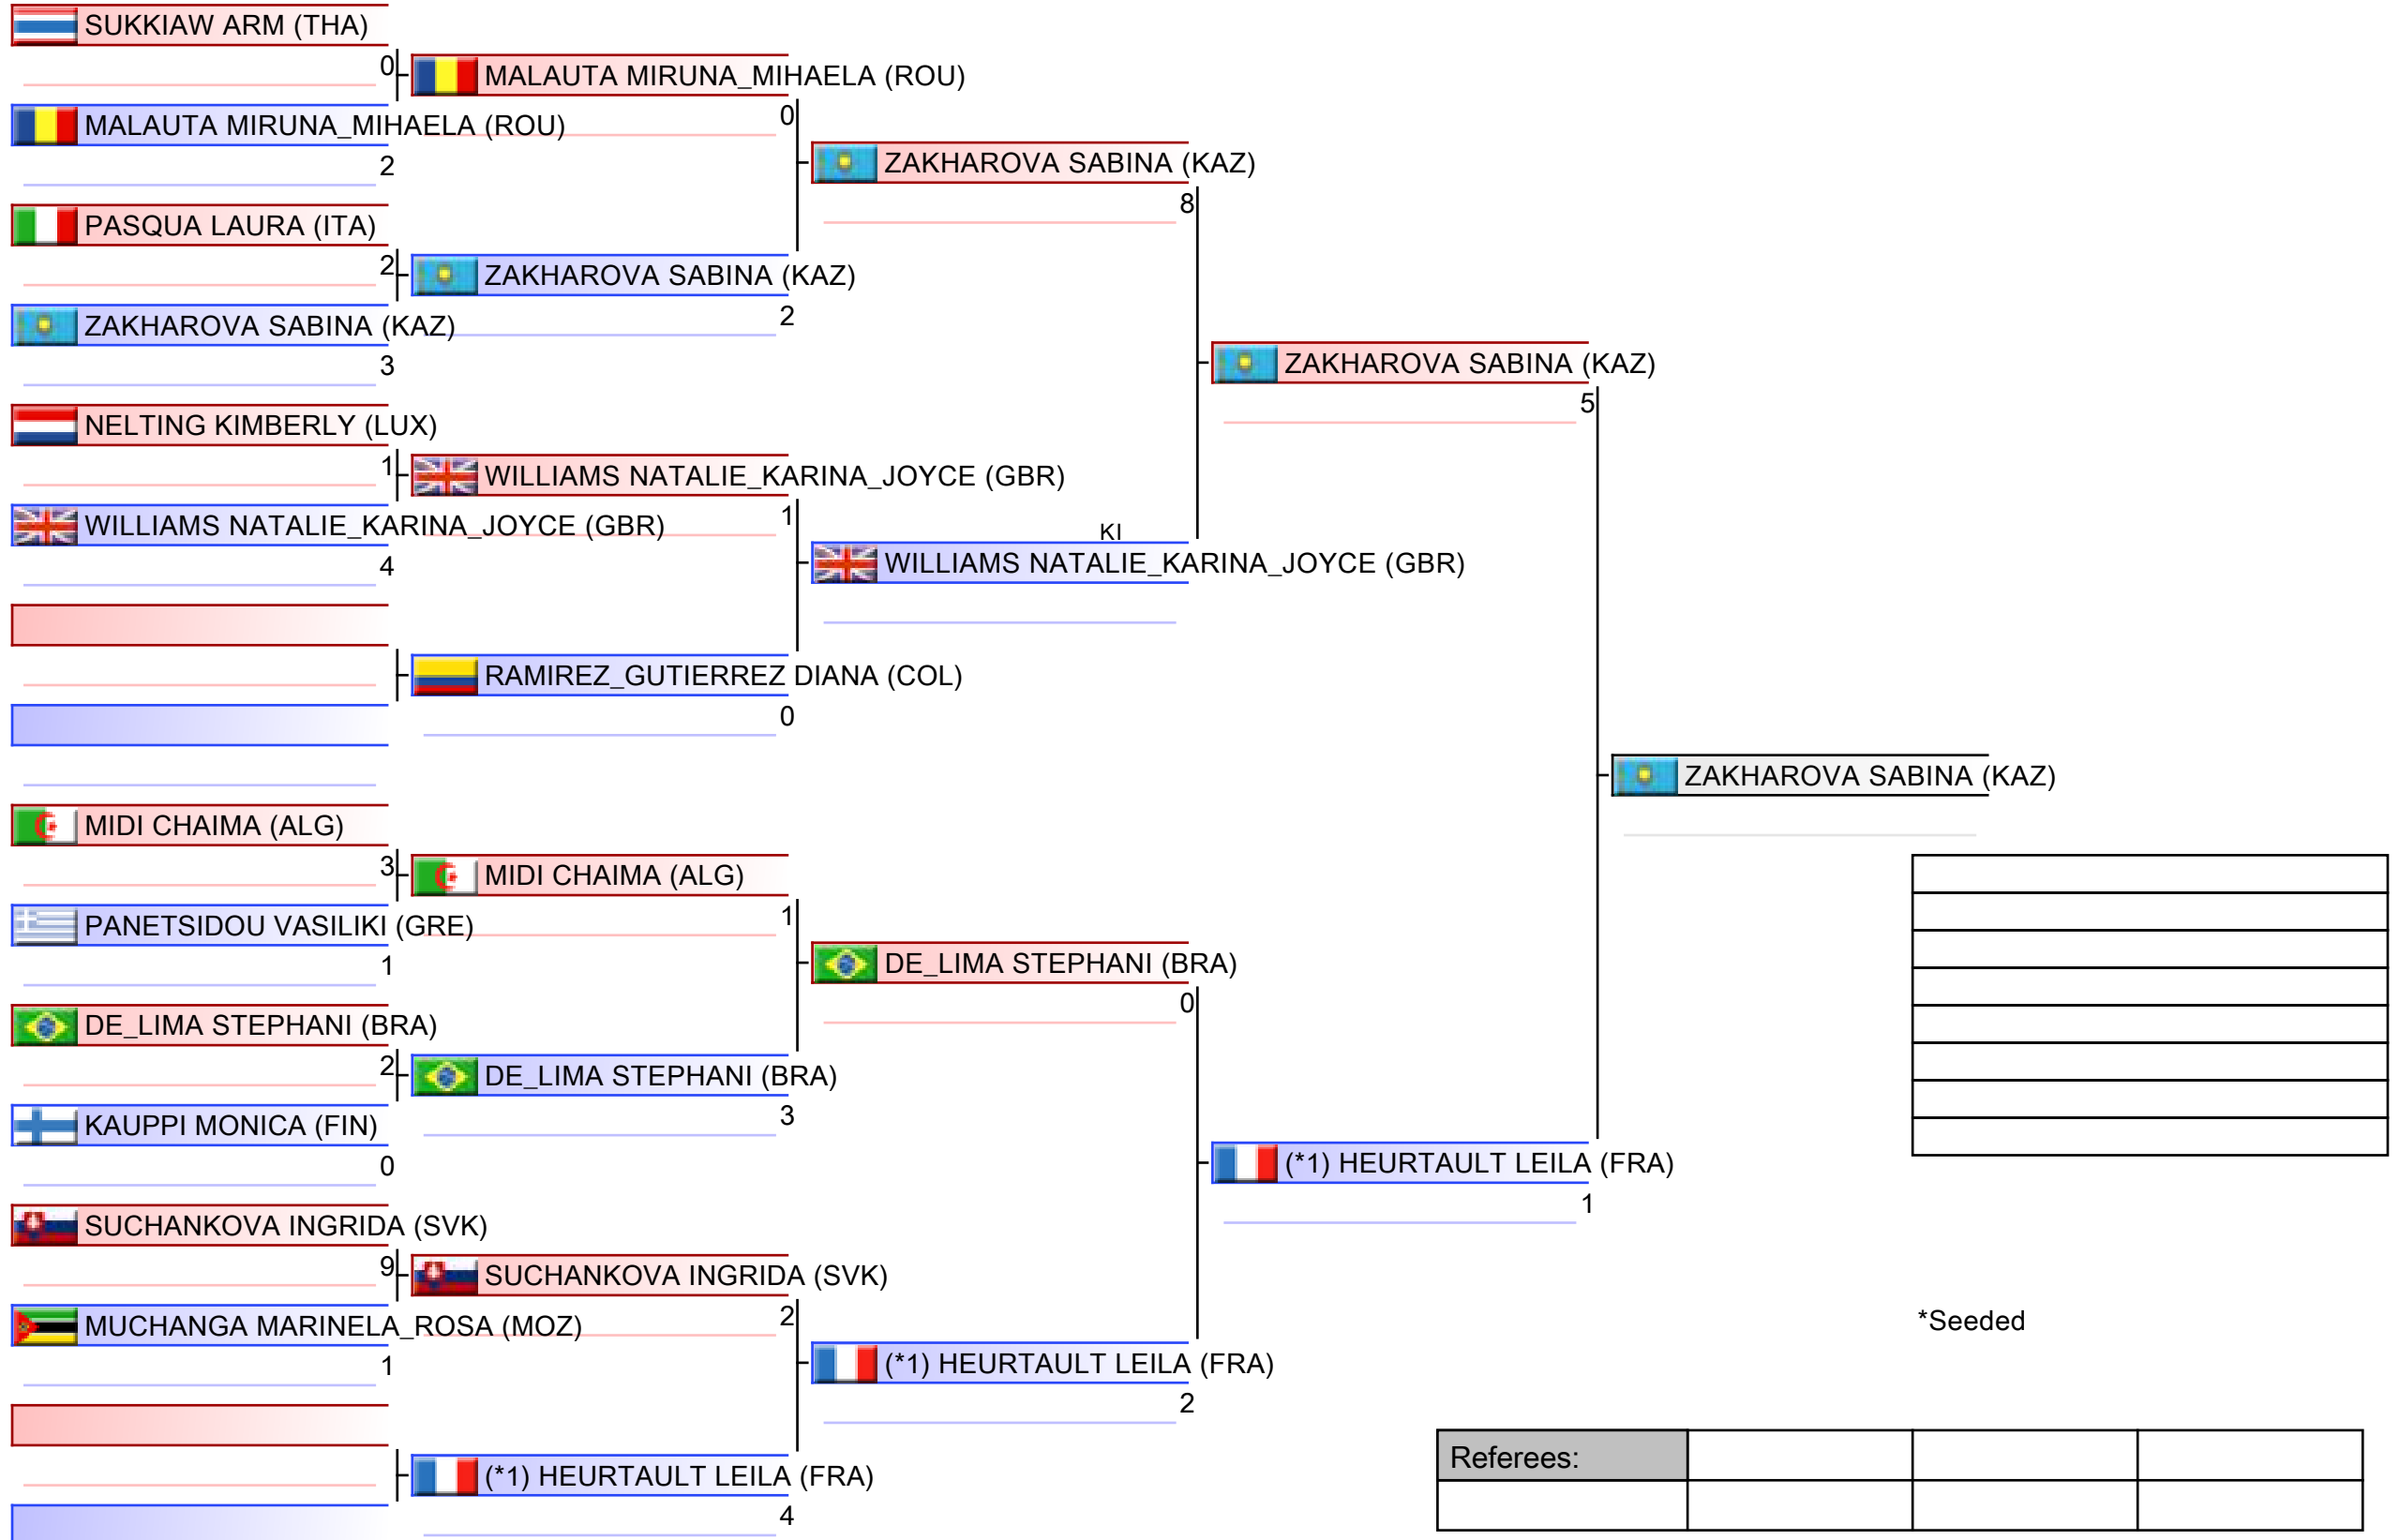 SUKKIAW ARM (THA)
0
MALAUTA MIRUNA_MIHAELA (ROU)
0
MALAUTA MIRUNA_MIHAELA (ROU)
2
ZAKHAROVA SABINA (KAZ)
8
PASQUA LAURA (ITA)
2
ZAKHAROVA SABINA (KAZ)
2
ZAKHAROVA SABINA (KAZ)
3
ZAKHAROVA SABINA (KAZ)
5
NELTING KIMBERLY (LUX)
1
WILLIAMS NATALIE_KARINA_JOYCE (GBR)
1
WILLIAMS NATALIE_KARINA_JOYCE (GBR)
4
KI
WILLIAMS NATALIE_KARINA_JOYCE (GBR)
RAMIREZ_GUTIERREZ DIANA (COL)
0
ZAKHAROVA SABINA (KAZ)
MIDI CHAIMA (ALG)
3
MIDI CHAIMA (ALG)
1
PANETSIDOU VASILIKI (GRE)
1
DE_LIMA STEPHANI (BRA)
0
DE_LIMA STEPHANI (BRA)
2
DE_LIMA STEPHANI (BRA)
3
KAUPPI MONICA (FIN)
0
(*1) HEURTAULT LEILA (FRA)
1
SUCHANKOVA INGRIDA (SVK)
9
SUCHANKOVA INGRIDA (SVK)
2
MUCHANGA MARINELA_ROSA (MOZ)
1
*Seeded
(*1) HEURTAULT LEILA (FRA)
2
(*1) HEURTAULT LEILA (FRA)
4
Referees: